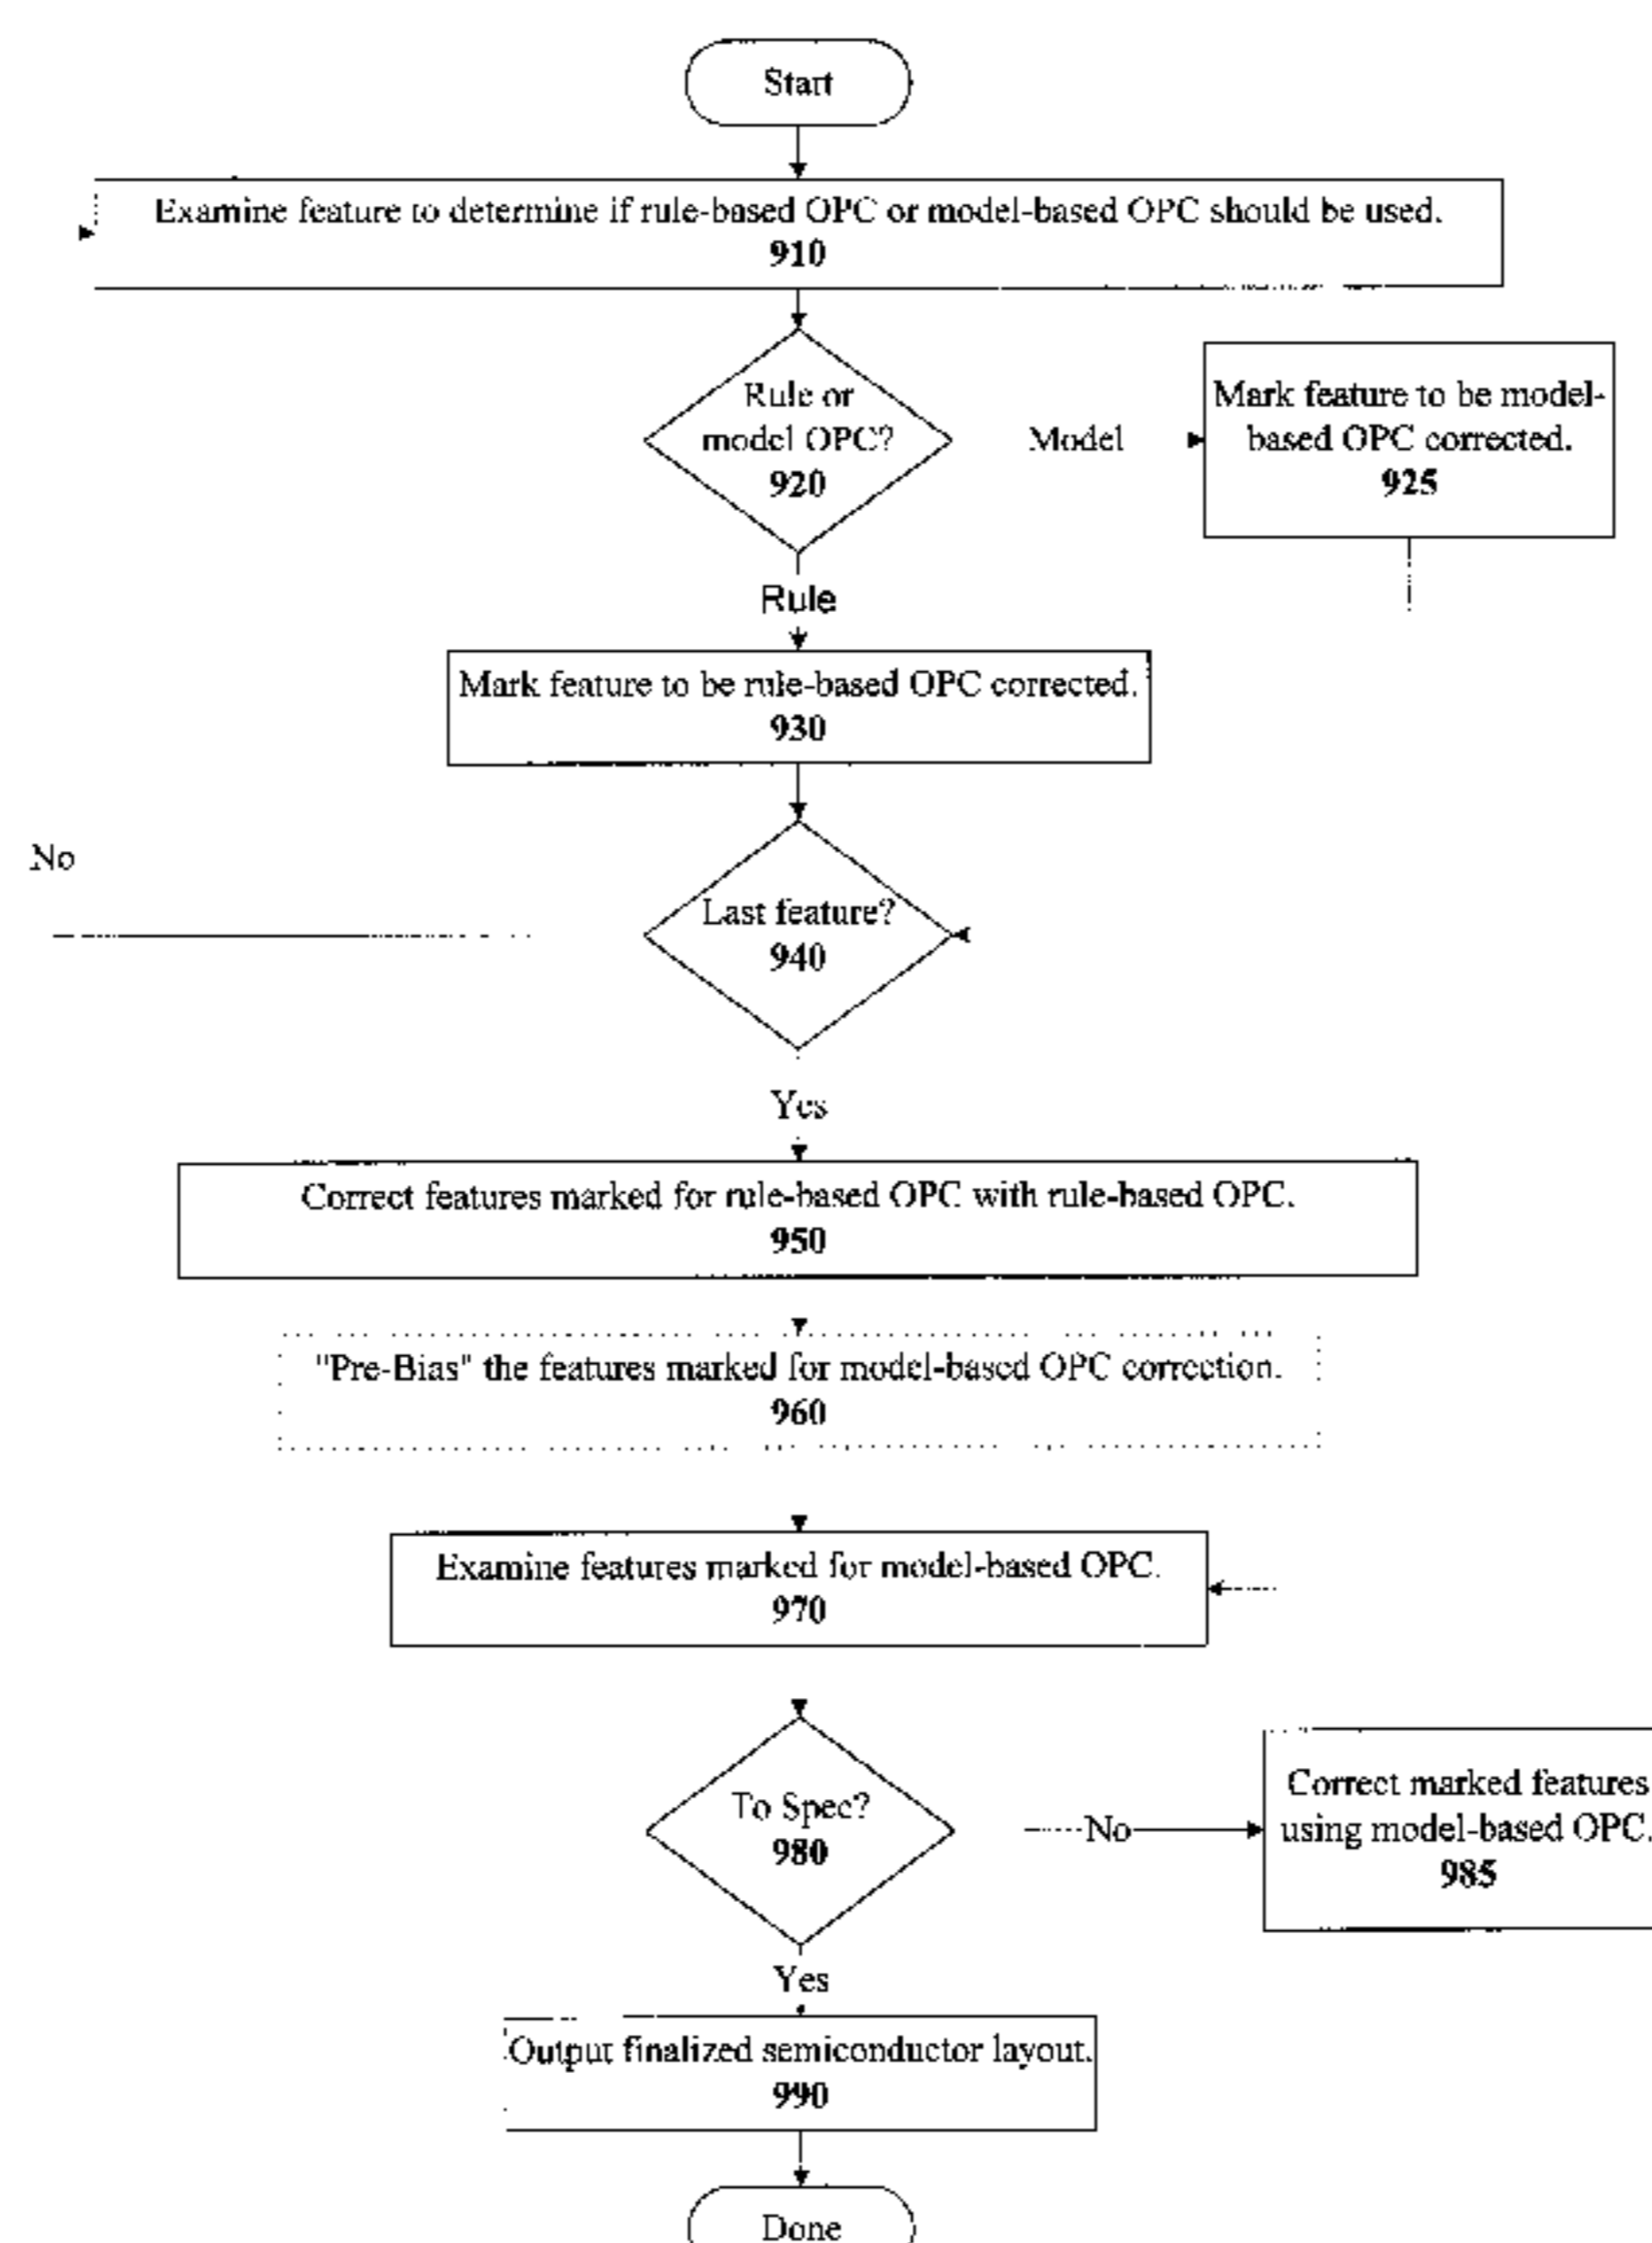 Start
Examine feature to determine if rule-based OPC or model-based OPC should be used.
910
Rule or
model OPC?
920
Model
Mark feature to be model-
based OPC corrected.
925
Rule
Mark feature to be rule-based OPC corrected.
930
No
Last feature?
940
Yes
Correct features marked for rule-based OPC with rule-based OPC.
950
"Pre-Bias" the features marked for model-based OPC correction.
960
Examine features marked for model-based OPC.
970
To Spec?
980
No
Correct marked features
using model-based OPC.
985
Yes
Output finalized semiconductor layout.
990
Done